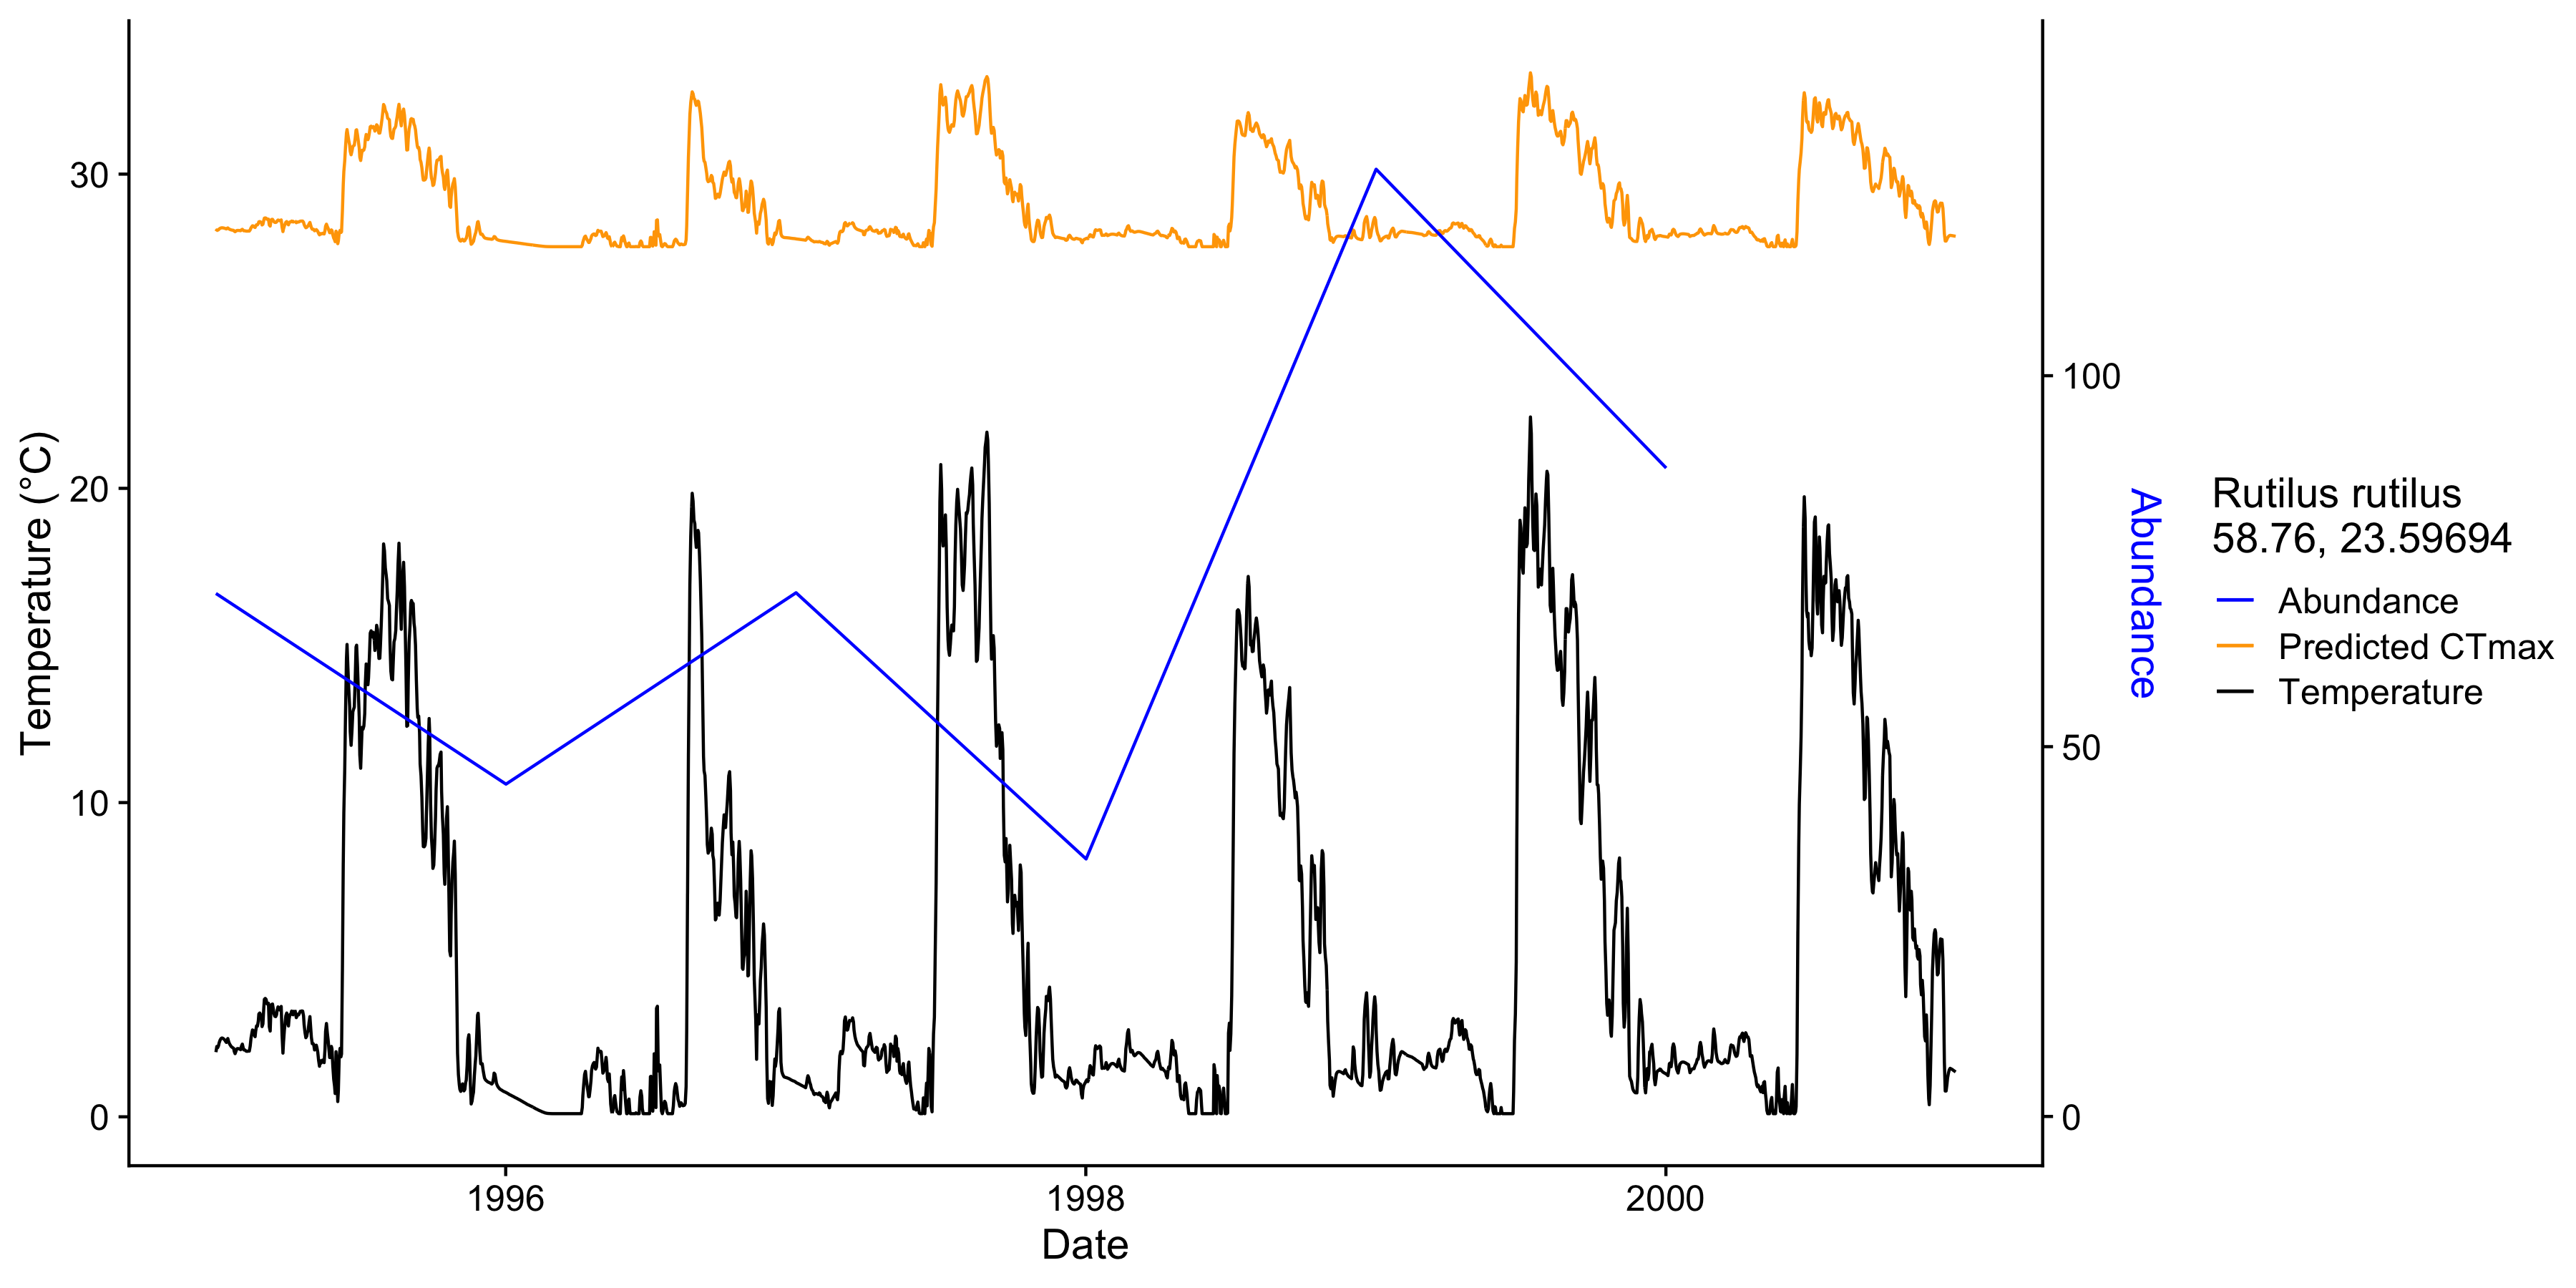 Temperature (°C)
30
20
10
0
1996
1998
2000
Date
100
50
0
Abundance
Rutilus rutilus
58.76, 23.59694
Abundance
Predicted CTmax
Temperature